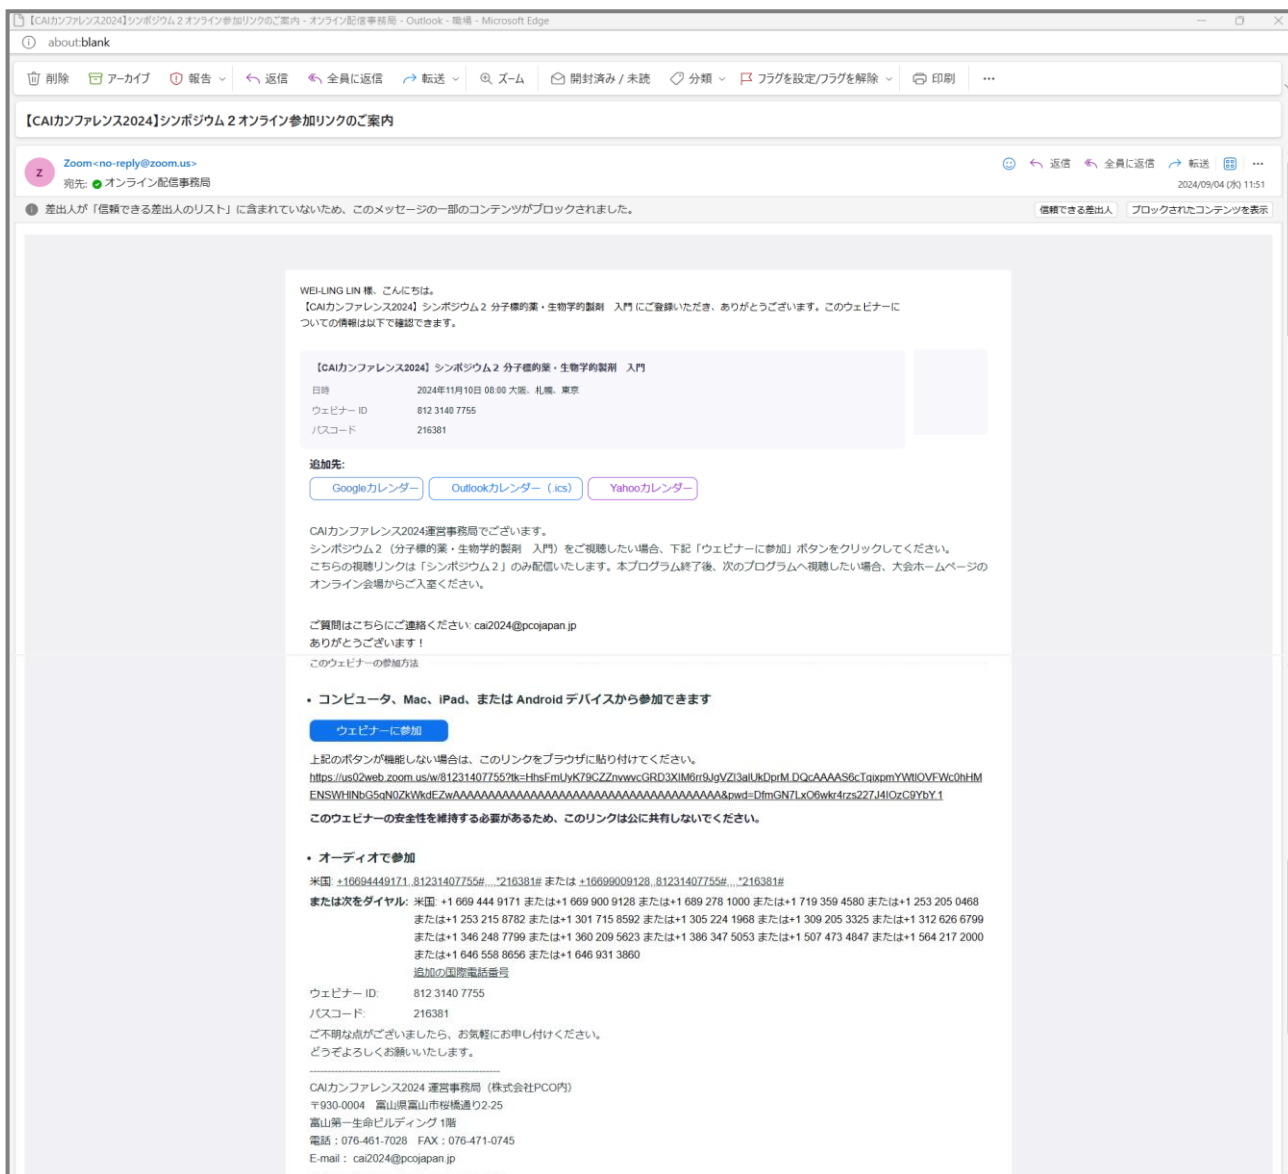 【CAIカンファレンス2024】シンポジウム 2 オンライン参加リンクのご案内 - オンライン配信事務局 - Outlook - 職場 - Microsoft Edge
about:blank
削除 アーカイブ 報告 返信 全員に返信 転送 ズーム 開封済み / 未読 分類 フラグを設定/フラグを解除 印刷 …
【CAIカンファレンス2024】シンポジウム 2 オンライン参加リンクのご案内
Z
Zoom<no-reply@zoom.us>
返信 全員に返信 転送 …
宛先: オンライン配信事務局
2024/09/04 (水) 11:51
差出人が「信頼できる差出人のリスト」に含まれていないため、このメッセージの一部のコンテンツがブロックされました。
信頼できる差出人 ブロックされたコンテンツを表示
WEI-LING LIN 様、こんにちは。
【CAIカンファレンス2024】シンポジウム 2 分子標的薬・生物学的製剤 入門 にご登録いただき、ありがとうございます。このウェビナーに
ついての情報は以下で確認できます。
【CAIカンファレンス2024】シンポジウム 2 分子標的薬・生物学的製剤 入門
日時 2024年11月10日 08:00 大阪、札幌、東京
ウェビナー ID 812 3140 7755
パスコード 216381
追加先:
Googleカレンダー Outlookカレンダー (.ics) Yahooカレンダー
CAIカンファレンス2024運営事務局でございます。
シンポジウム２（分子標的薬・生物学的製剤 入門）をご視聴したい場合、下記「ウェビナーに参加」ボタンをクリックしてください。
こちらの視聴リンクは「シンポジウム２」のみ配信いたします。本プログラム終了後、次のプログラムへ視聴したい場合、大会ホームページの
オンライン会場からご入室ください。
ご質問はこちらにご連絡ください: cai2024@pcojapan.jp
ありがとうございます！
このウェビナーの参加方法
• コンピュータ、Mac、iPad、または Android デバイスから参加できます
ウェビナーに参加
上記のボタンが機能しない場合は、このリンクをブラウザに貼り付けてください。
このウェビナーの安全性を維持する必要があるため、このリンクは公に共有しないでください。
• オーディオで参加
米国: +16694449171,,81231407755#,,,,*216381# または +16699009128,,81231407755#,,,,*216381#
または次をダイヤル: 米国: +1 669 444 9171 または+1 669 900 9128 または+1 689 278 1000 または+1 719 359 4580 または+1 253 205 0468
または+1 253 215 8782 または+1 301 715 8592 または+1 305 224 1968 または+1 309 205 3325 または+1 312 626 6799
または+1 346 248 7799 または+1 360 209 5623 または+1 386 347 5053 または+1 507 473 4847 または+1 564 217 2000
または+1 646 558 8656 または+1 646 931 3860
追加の国際電話番号
ウェビナー ID: 812 3140 7755
パスコード: 216381
ご不明な点がございましたら、お気軽にお申し付けください。
どうぞよろしくお願いいたします。
------------------------------------------------------
CAIカンファレンス2024 運営事務局（株式会社PCO内）
〒930-0004 富山県富山市桜橋通り2-25
富山第一生命ビルディング 1階
電話：076-461-7028 FAX：076-471-0745
E-mail： cai2024@pcojapan.jp